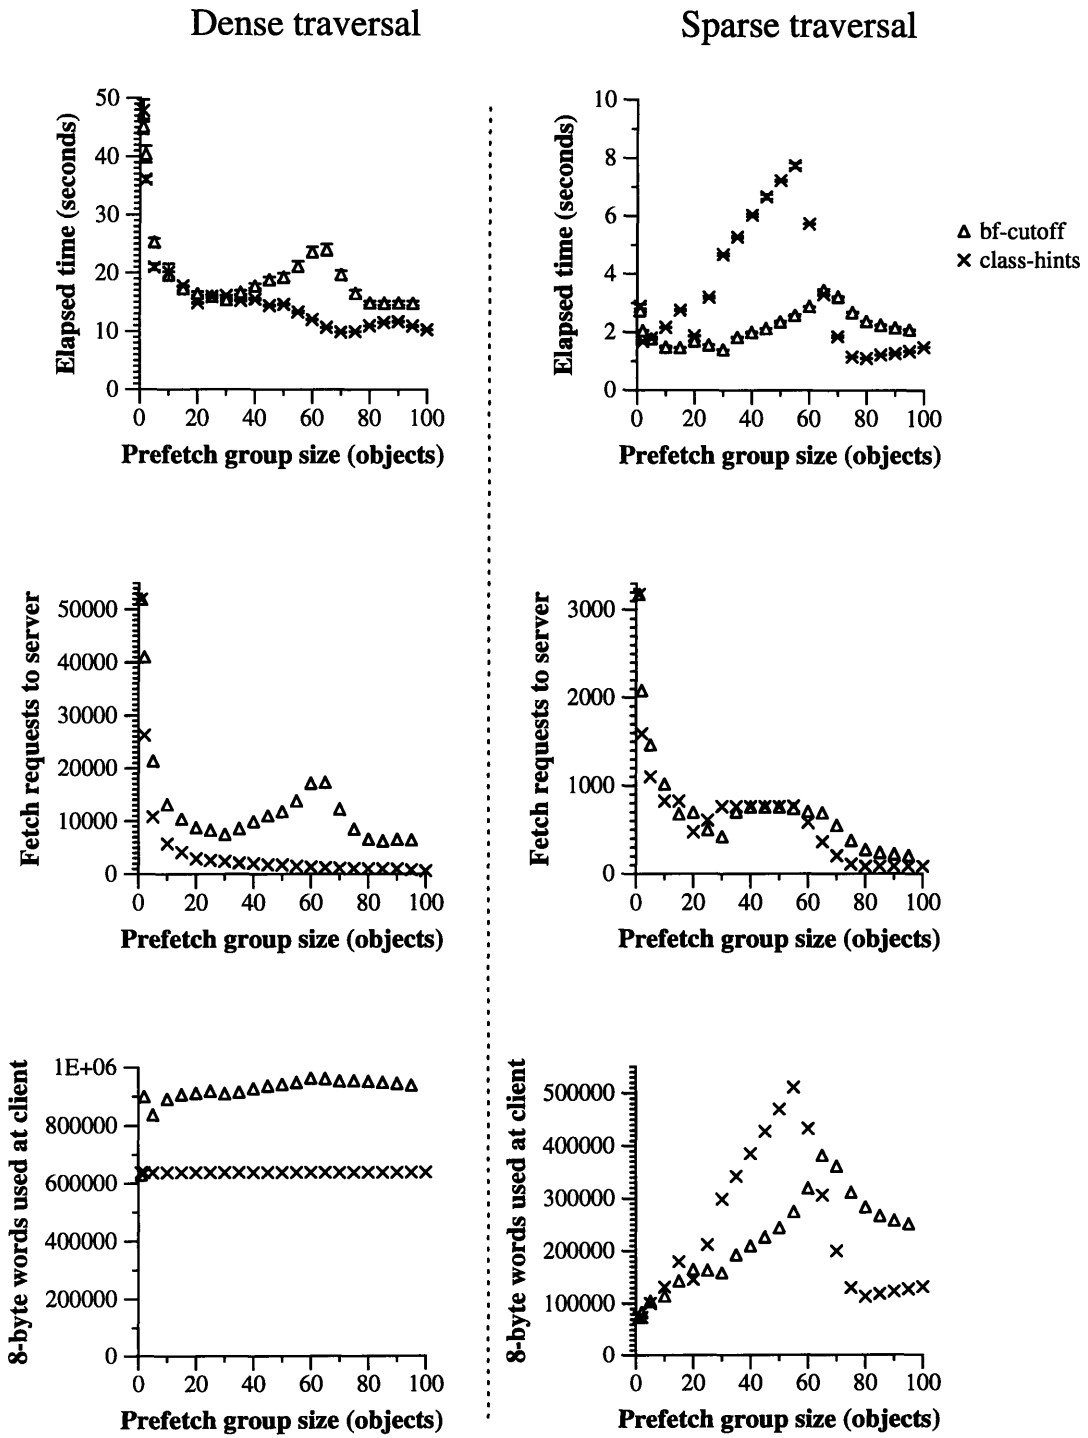 Dense traversal
Sparse traversal
Elapsed time (seconds)
50
40
30
20
10
0
0 20 40 60 80 100
Prefetch group size (objects)
Elapsed time (seconds)
10
8
6
4
2
0
0 20 40 60 80 100
Prefetch group size (objects)
bf-cutoff
class-hints
Fetch requests to server
50000
40000
30000
20000
10000
0
0 20 40 60 80 100
Prefetch group size (objects)
Fetch requests to server
3000
2000
1000
0
0 20 40 60 80 100
Prefetch group size (objects)
8-byte words used at client
1E+06
800000
600000
400000
200000
0
0 20 40 60 80 100
Prefetch group size (objects)
8-byte words used at client
500000
400000
300000
200000
100000
0
0 20 40 60 80 100
Prefetch group size (objects)